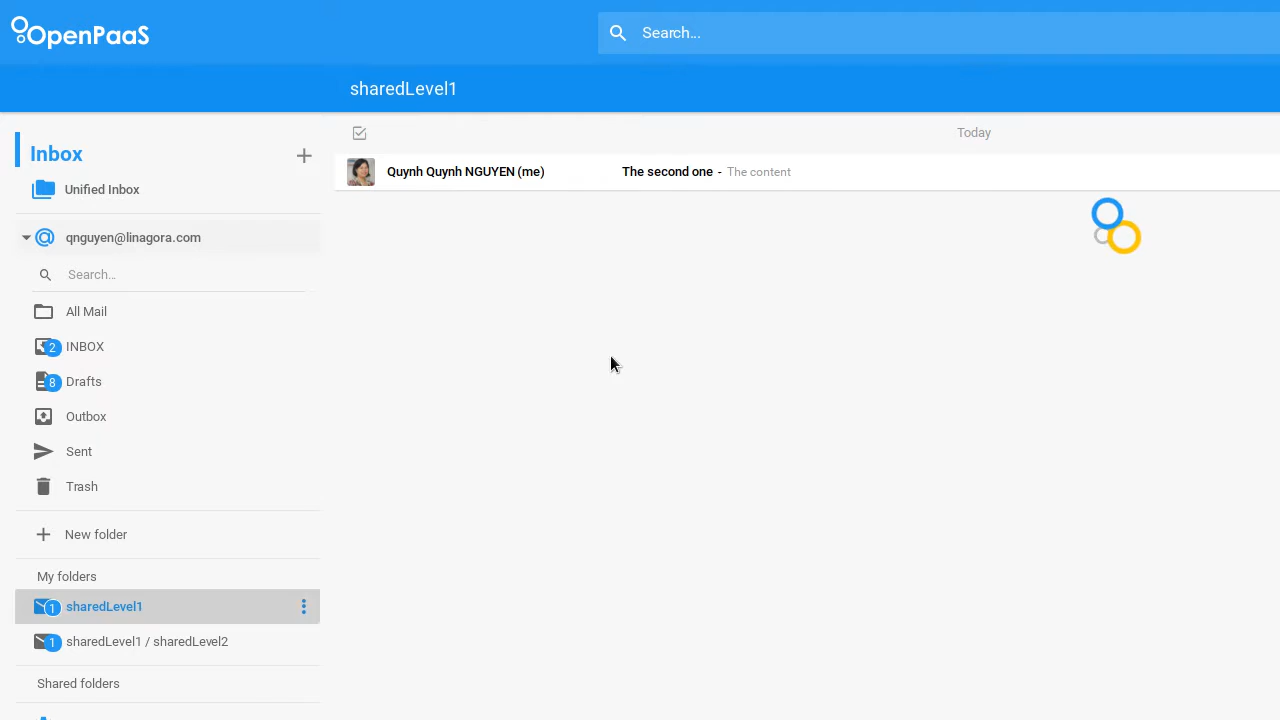 OpenPaaS
Search...
sharedLevel1
Inbox
Unified Inbox
qnguyen@linagora.com
Search...
All Mail
2 INBOX
8 Drafts
Outbox
Sent
Trash
New folder
My folders
1 sharedLevel1
1 sharedLevel1 / sharedLevel2
Shared folders
Today
Quynh Quynh NGUYEN (me) The second one - The content